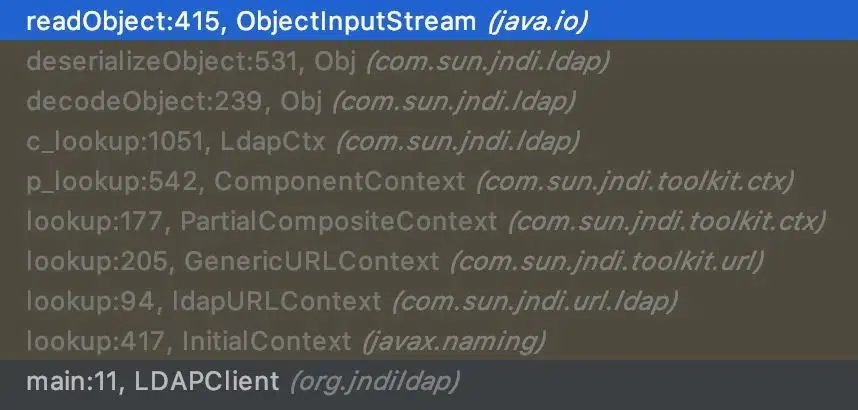 readObject:415, ObjectInputStream (java.io)
deserializeObject:531, Obj (com.sun.jndi.ldap)
decodeObject:239, Obj (com.sun.jndi.ldap)
c_lookup:1051, LdapCtx (com.sun.jndi.ldap)
p_lookup:542, ComponentContext (com.sun.jndi.toolkit.ctx)
lookup:177, PartialCompositeContext (com.sun.jndi.toolkit.ctx)
lookup:205, GenericURLContext (com.sun.jndi.toolkit.url)
lookup:94, ldapURLContext (com.sun.jndi.url.ldap)
lookup:417, InitialContext (javax.naming)
main:11, LDAPClient (org.jndildap)